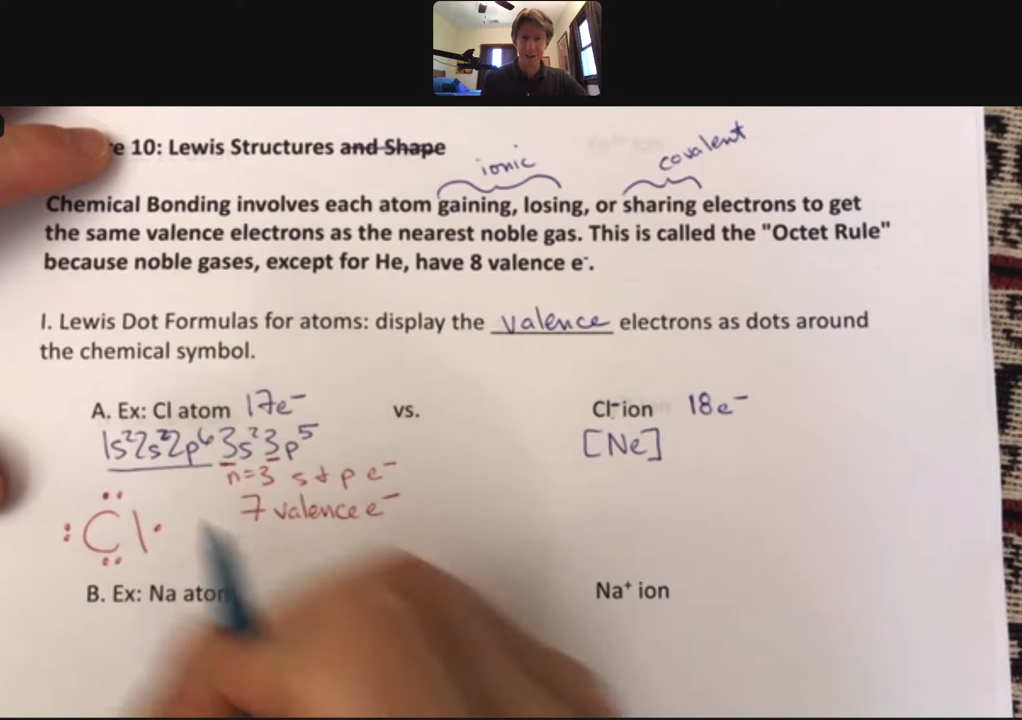 e 10: Lewis Structures and Shape
ionic
covalent
Chemical Bonding involves each atom gaining, losing, or sharing electrons to get
the same valence electrons as the nearest noble gas. This is called the "Octet Rule"
because noble gases, except for He, have 8 valence e⁻.
I. Lewis Dot Formulas for atoms: display the valence electrons as dots around
the chemical symbol.
A. Ex: Cl atom 17e⁻ vs. Cl⁻ ion 18e⁻
1s²2s²2p⁶3s²3p⁵ [Ne]
n=3 s + p e⁻
7 valence e⁻
Cl
B. Ex: Na atom Na⁺ ion